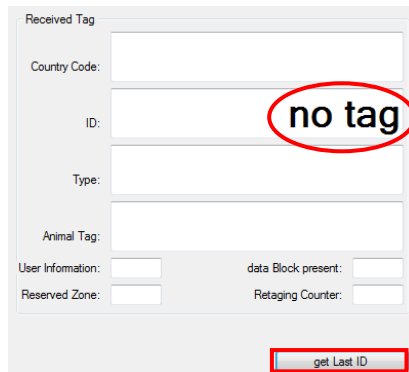 Received Tag
Country Code:
ID: no tag
Type:
Animal Tag:
User Information: data Block present:
Reserved Zone: Retaging Counter:
get Last ID